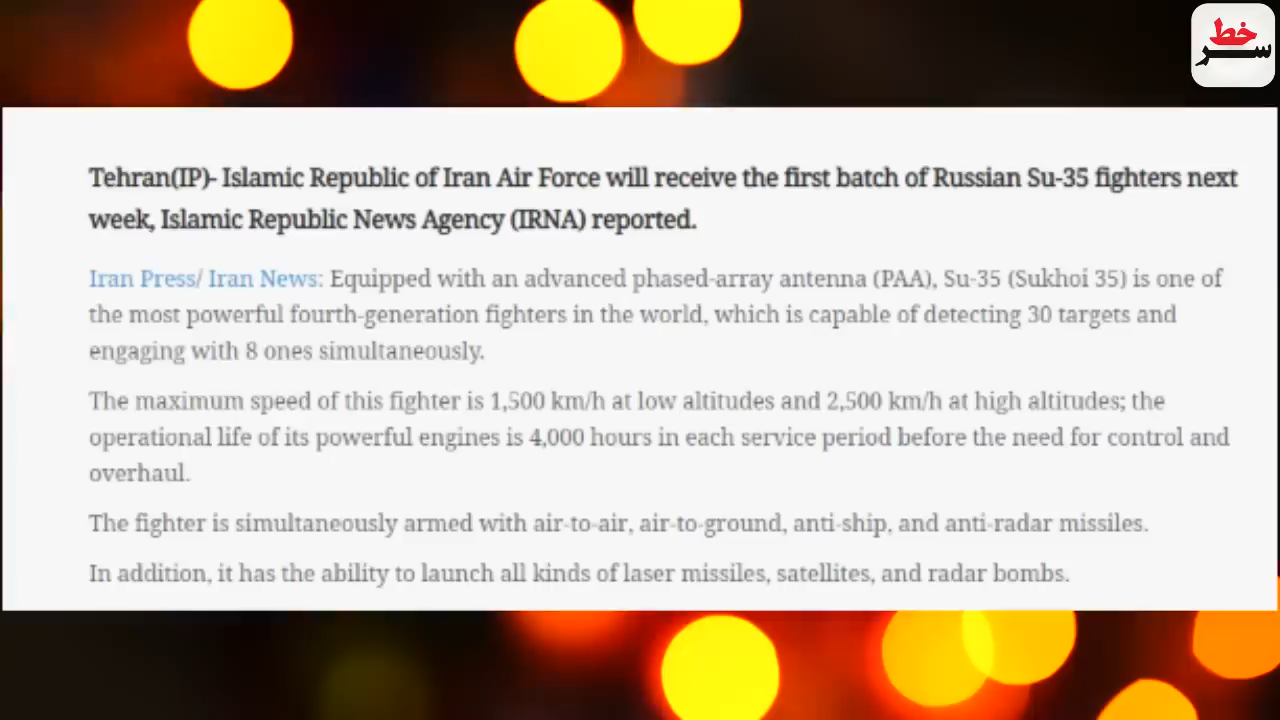 خط
سر
Tehran(IP)- Islamic Republic of Iran Air Force will receive the first batch of Russian Su-35 fighters next
week, Islamic Republic News Agency (IRNA) reported.
Iran Press/ Iran News: Equipped with an advanced phased-array antenna (PAA), Su-35 (Sukhoi 35) is one of
the most powerful fourth-generation fighters in the world, which is capable of detecting 30 targets and
engaging with 8 ones simultaneously.
The maximum speed of this fighter is 1,500 km/h at low altitudes and 2,500 km/h at high altitudes; the
operational life of its powerful engines is 4,000 hours in each service period before the need for control and
overhaul.
The fighter is simultaneously armed with air-to-air, air-to-ground, anti-ship, and anti-radar missiles.
In addition, it has the ability to launch all kinds of laser missiles, satellites, and radar bombs.